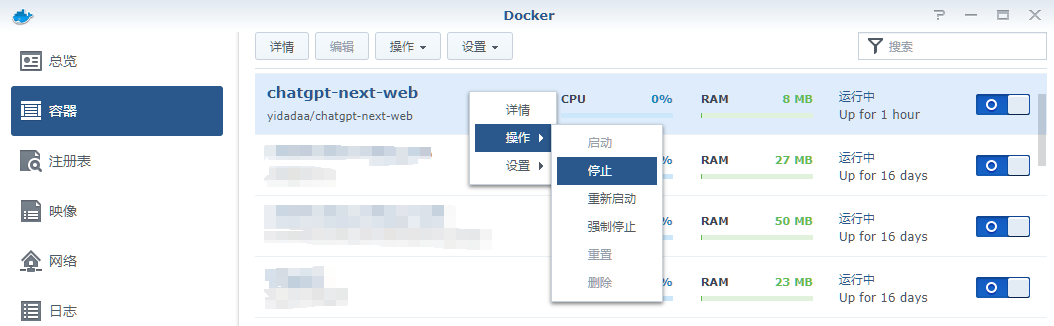 Docker
总览
容器
注册表
映像
网络
日志
详情 编辑 操作 设置 搜索
chatgpt-next-web
yidadaa/chatgpt-next-web
CPU 0% RAM 8 MB
运行中
Up for 1 hour
详情
操作
设置
启动
停止
重新启动
强制停止
重置
删除
% RAM 27 MB
运行中
Up for 16 days
% RAM 50 MB
运行中
Up for 16 days
% RAM 23 MB
运行中
Up for 16 days